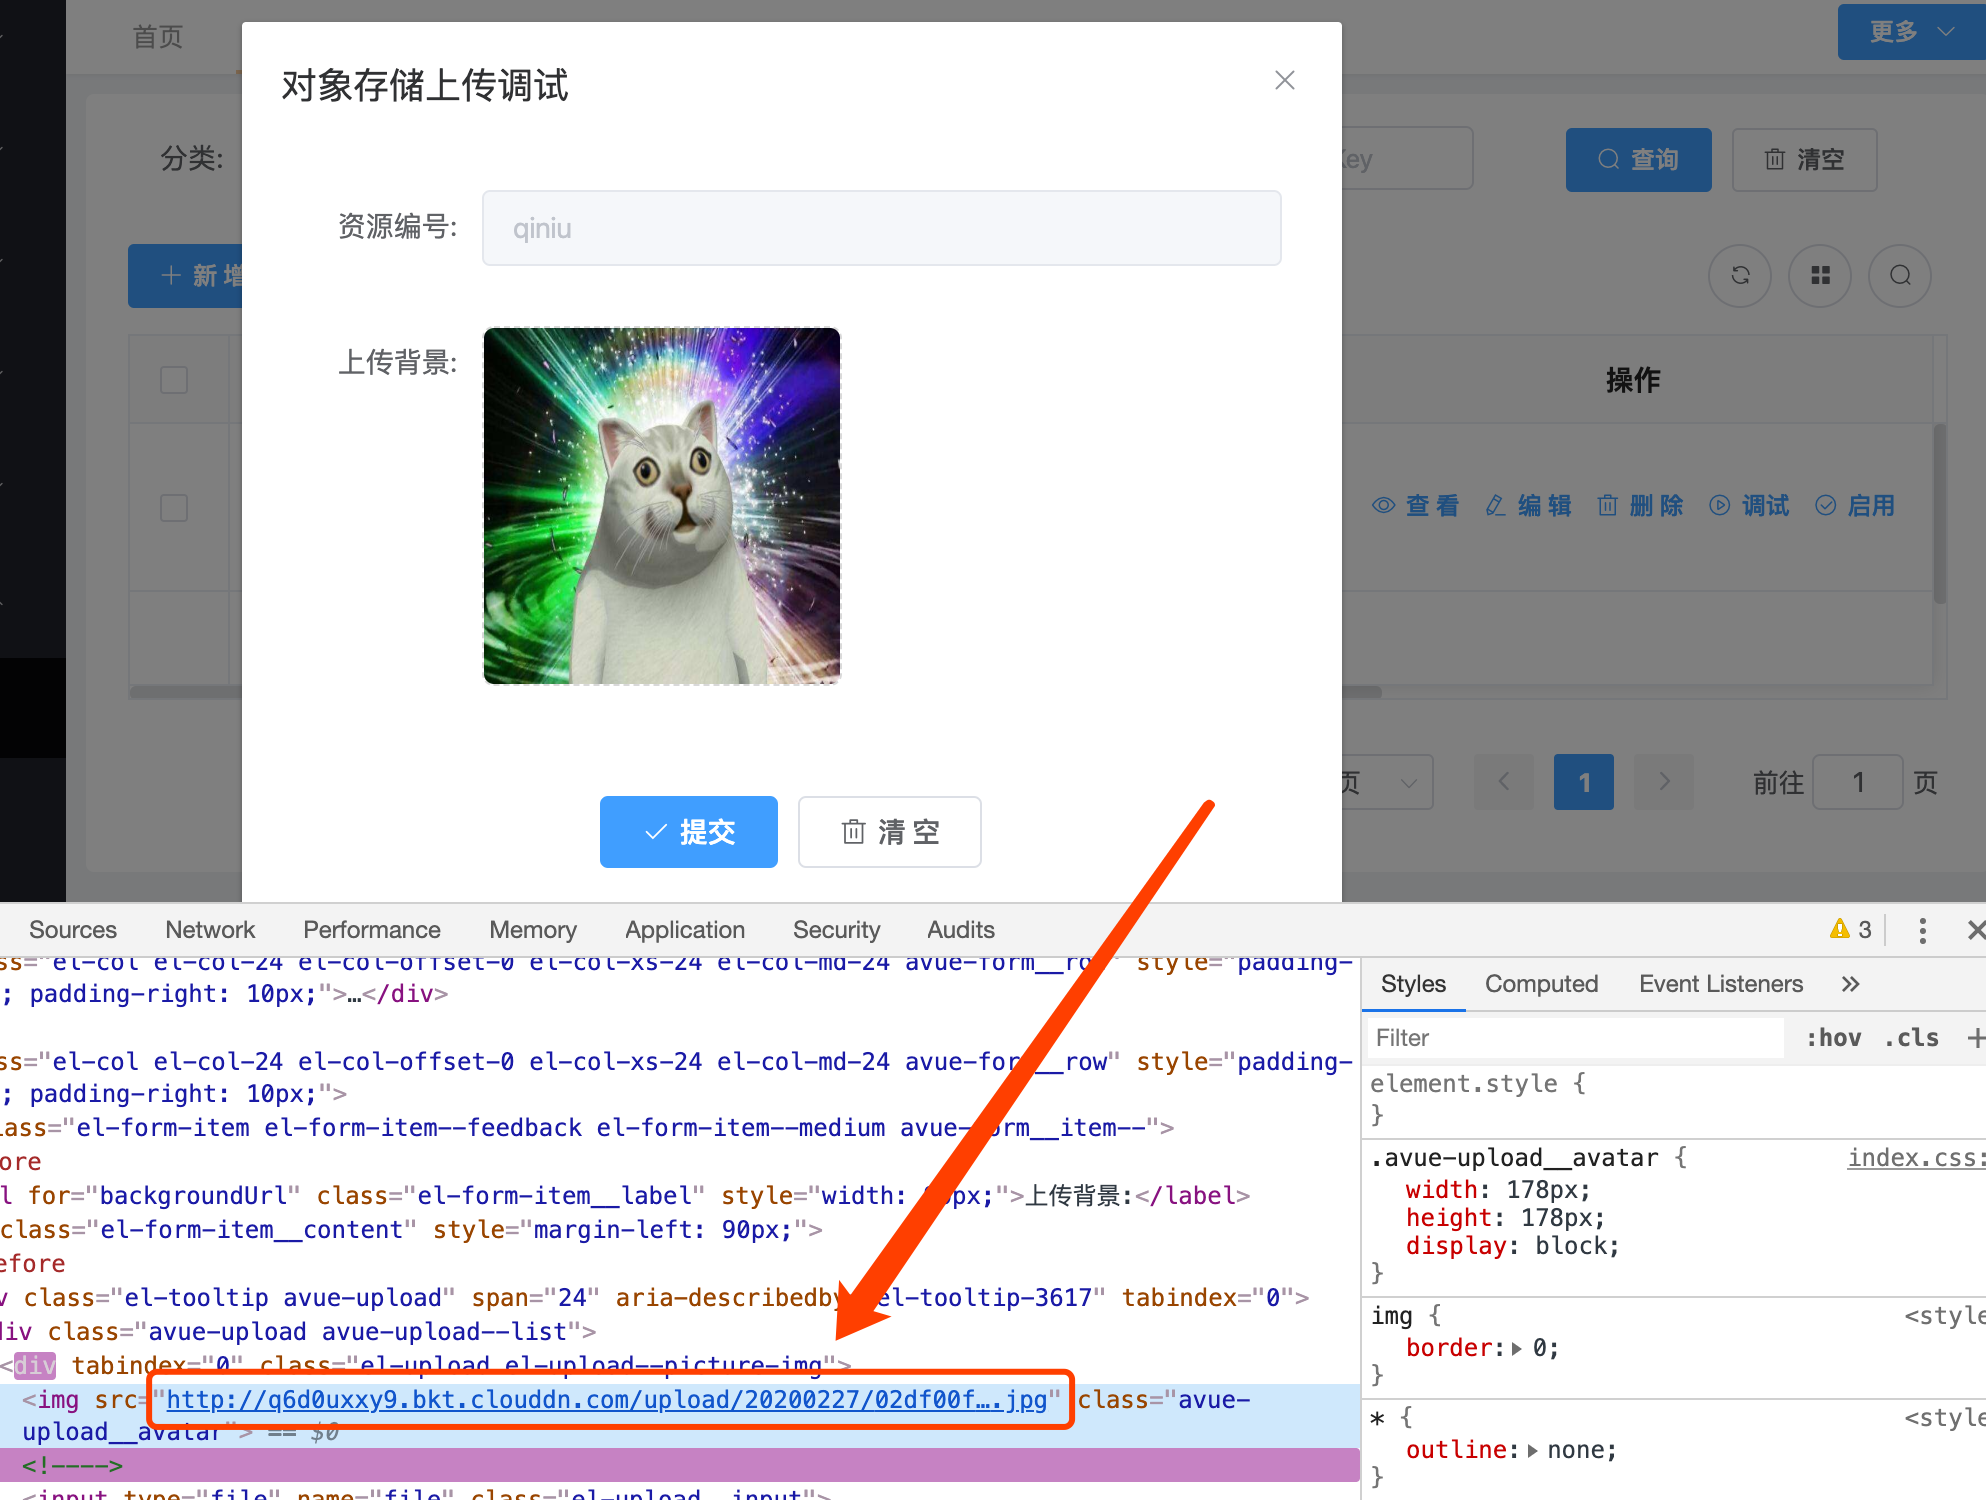 首页
更多
对象存储上传调试
分类:
查询
清空
资源编号:
qiniu
新 增
上传背景:
操作
查 看
编 辑
删 除
调试
启用
页
1
前往
1
页
提交
清 空
Sources Network Performance Memory Application Security Audits
3
ss="el-col el-col-24 el-col-offset-0 el-col-xs-24 el-col-md-24 avue-form__row" style="padding-
; padding-right: 10px;">…</div>
ss="el-col el-col-24 el-col-offset-0 el-col-xs-24 el-col-md-24 avue-form__row" style="padding-
; padding-right: 10px;">
lass="el-form-item el-form-item--feedback el-form-item--medium avue-form__item--">
ore
l for="backgroundUrl" class="el-form-item__label" style="width: 90px;">上传背景:</label>
class="el-form-item__content" style="margin-left: 90px;">
efore
v class="el-tooltip avue-upload" span="24" aria-describedby="el-tooltip-3617" tabindex="0">
div class="avue-upload avue-upload--list">
<div tabindex="0" class="el-upload el-upload--picture-img">
<img src="http://q6d0uxxy9.bkt.clouddn.com/upload/20200227/02df00f….jpg" class="avue-
upload__avatar"> == $0
<!---->
<input type="file" name="file" class="el-upload__input">
Styles Computed Event Listeners »
Filter
:hov .cls +
element.style {
}
.avue-upload__avatar {
index.css:
width: 178px;
height: 178px;
display: block;
}
img {
<style
border: 0;
}
* {
<style
outline: none;
}